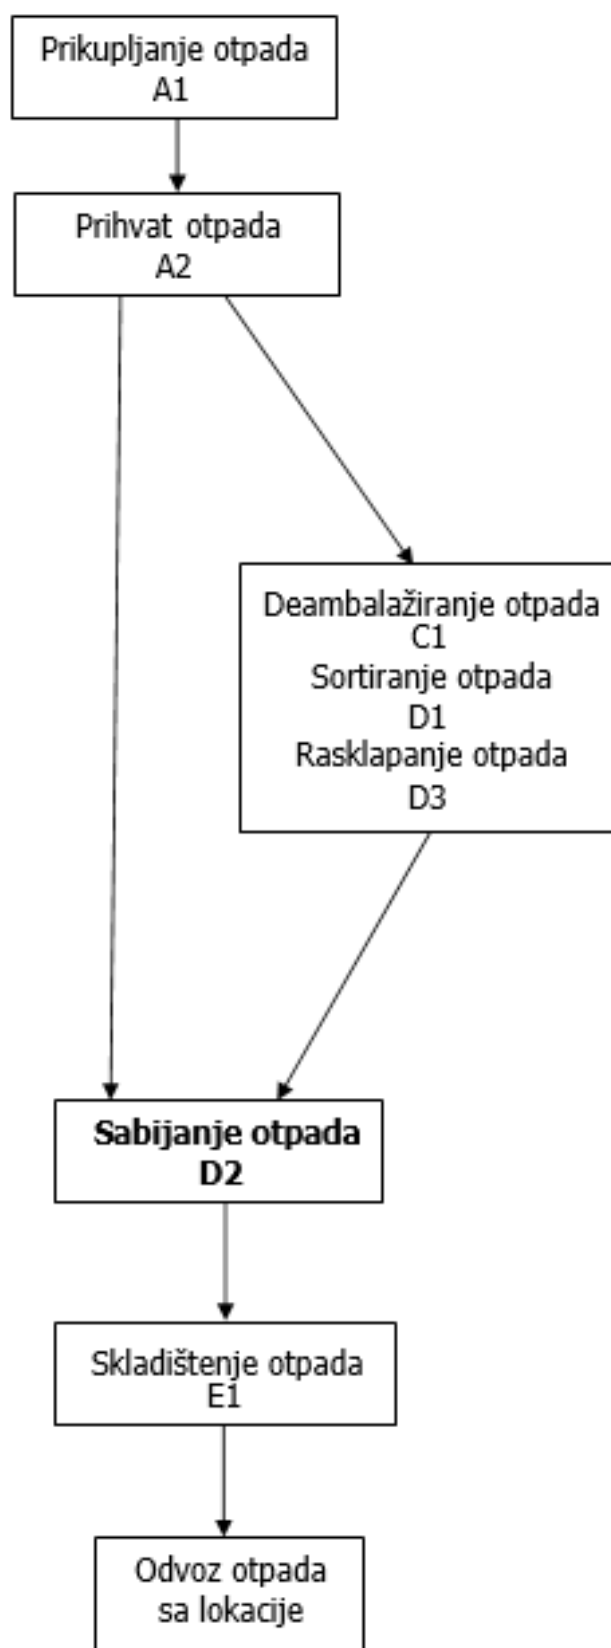 Prikupljanje otpada
A1
Prihvat otpada
A2
Deambalažiranje otpada
C1
Sortiranje otpada
D1
Rasklapanje otpada
D3
Sabijanje otpada
D2
Skladištenje otpada
E1
Odvoz otpada
sa lokacije